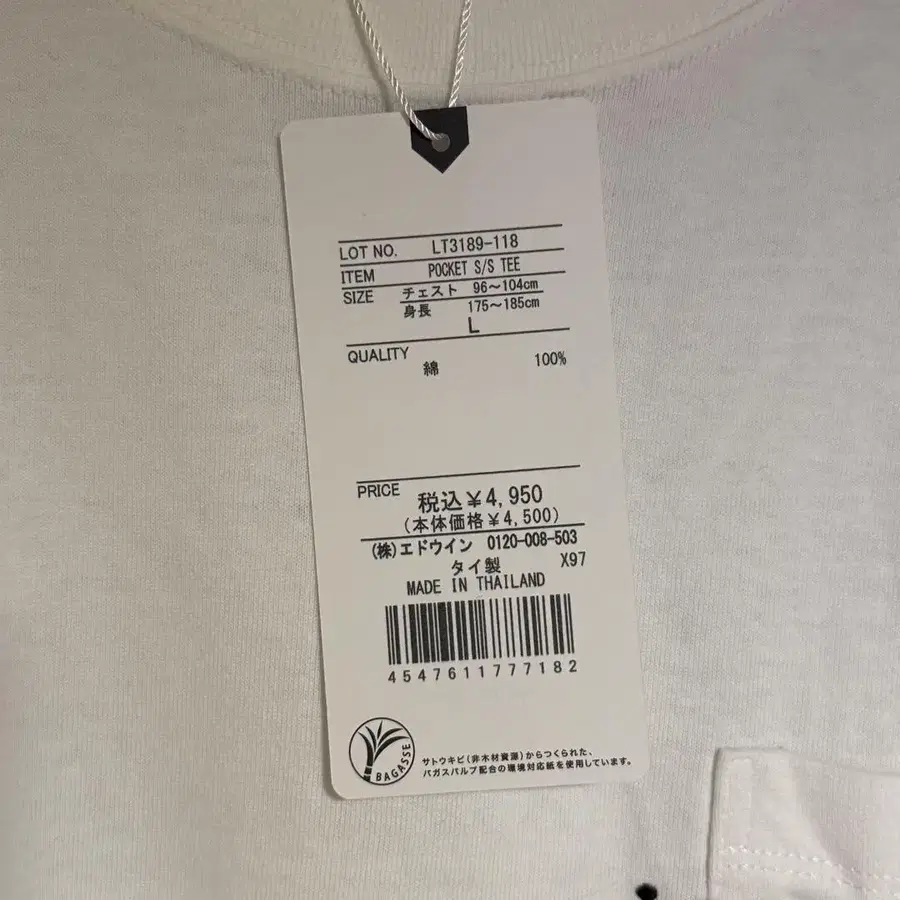 LOT NO. LT3189-118
ITEM POCKET S/S TEE
SIZE チェスト 96～104cm
身長 175～185cm
L
QUALITY
綿 100%
PRICE
税込￥4,950
(本体価格￥4,500)
(株)エドウイン 0120-008-503
タイ製 X97
MADE IN THAILAND
4547611777182
BAGASSE
サトウキビ(非木材資源)からつくられた、
バガスパルプ配合の環境対応紙を使用しています。